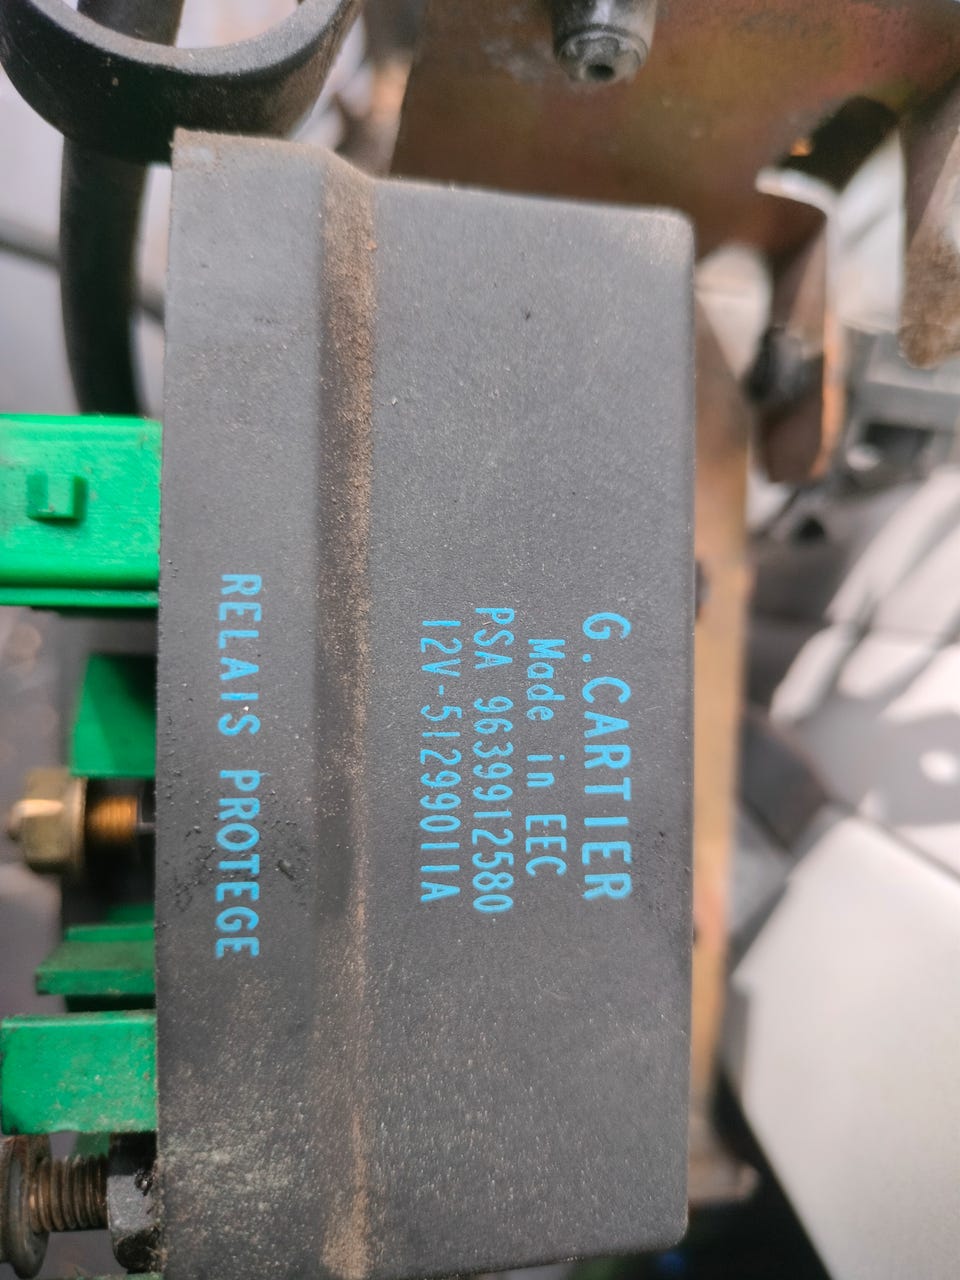 G.CARTIER
Made in EEC
PSA 9639912580
12V-51299011A
RELAIS PROTEGE